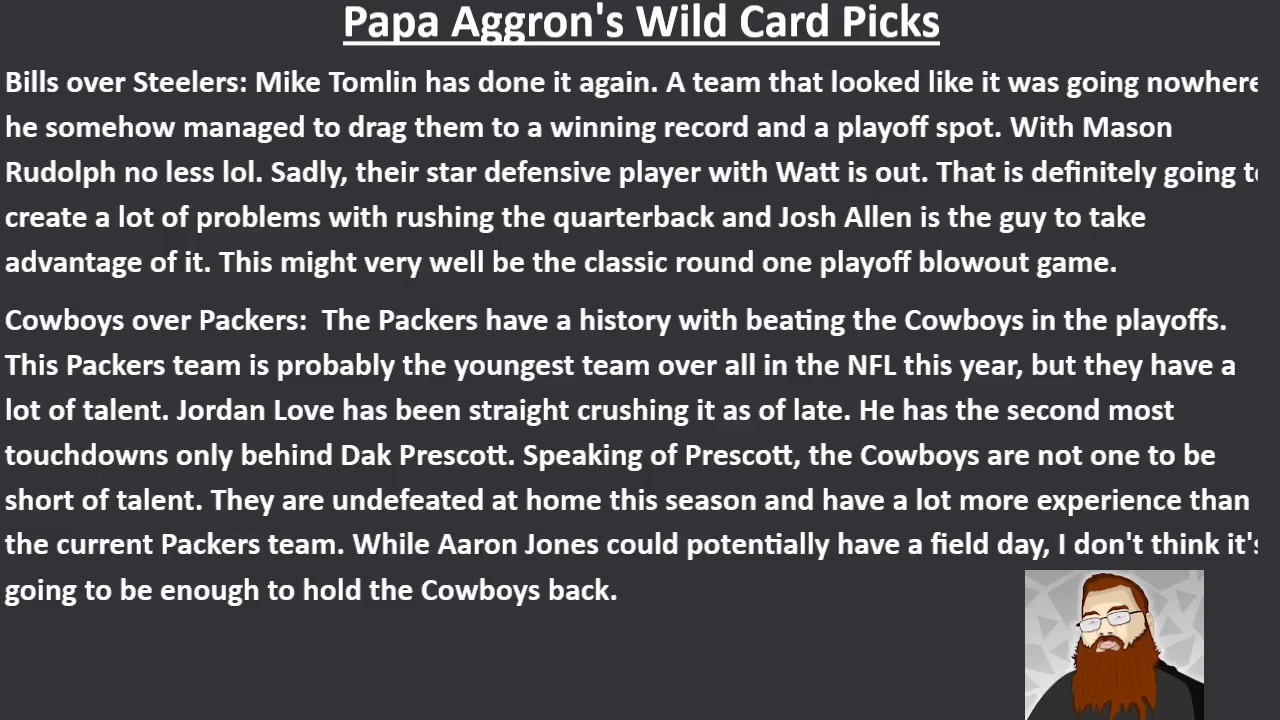 Papa Aggron's Wild Card Picks
Bills over Steelers: Mike Tomlin has done it again. A team that looked like it was going nowhere
he somehow managed to drag them to a winning record and a playoff spot. With Mason
Rudolph no less lol. Sadly, their star defensive player with Watt is out. That is definitely going to
create a lot of problems with rushing the quarterback and Josh Allen is the guy to take
advantage of it. This might very well be the classic round one playoff blowout game.
Cowboys over Packers:  The Packers have a history with beating the Cowboys in the playoffs.
This Packers team is probably the youngest team over all in the NFL this year, but they have a
lot of talent. Jordan Love has been straight crushing it as of late. He has the second most
touchdowns only behind Dak Prescott. Speaking of Prescott, the Cowboys are not one to be
short of talent. They are undefeated at home this season and have a lot more experience than
the current Packers team. While Aaron Jones could potentially have a field day, I don't think it's
going to be enough to hold the Cowboys back.